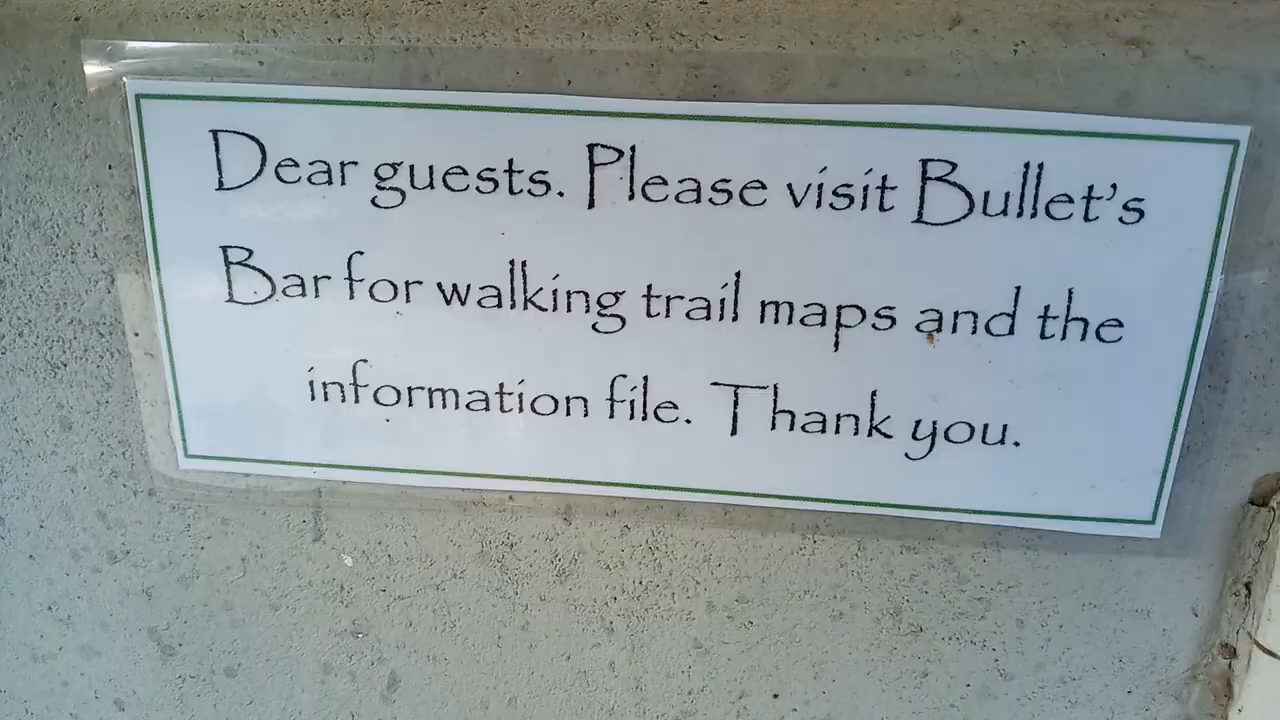 Dear guests. Please visit Bullet's
Bar for walking trail maps and the
information file. Thank you.